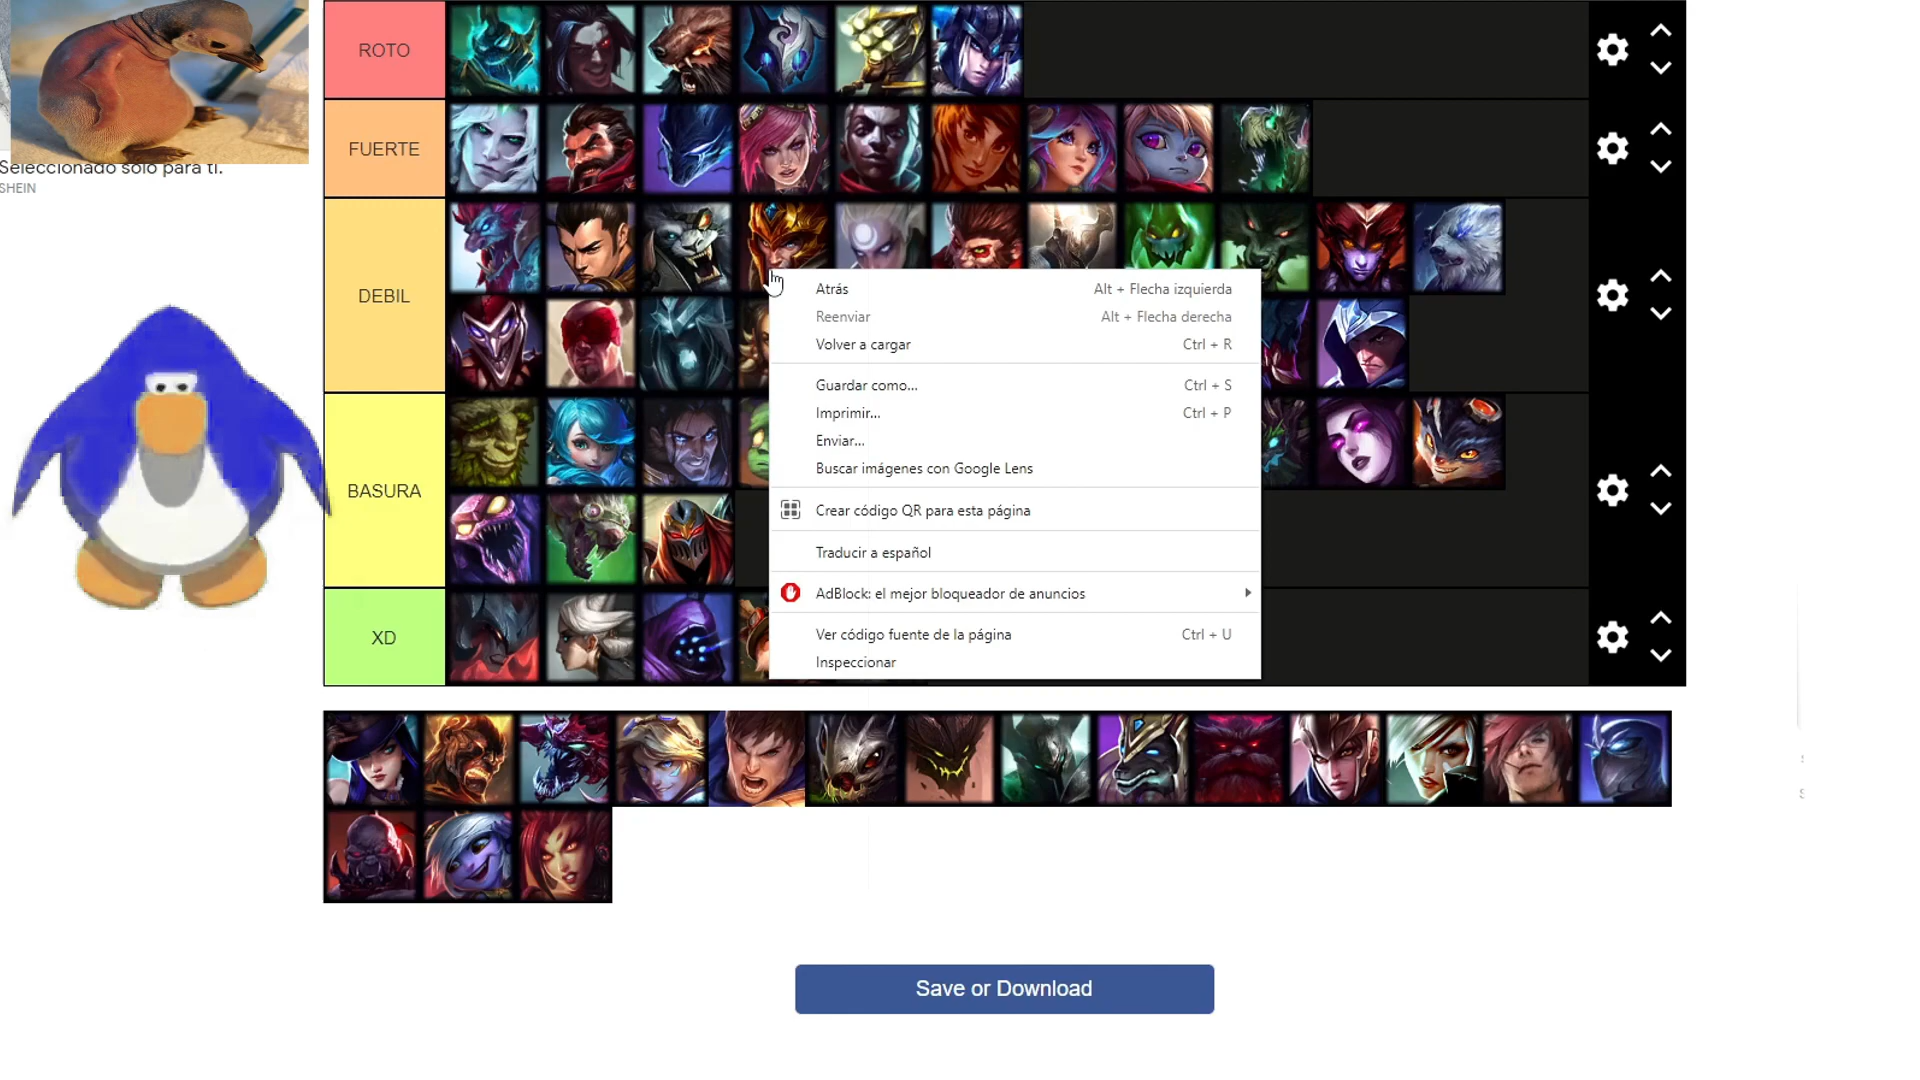 ROTO
FUERTE
Seleccionado solo para ti.
SHEIN
DEBIL
Atrás Alt + Flecha izquierda
Reenviar Alt + Flecha derecha
Volver a cargar Ctrl + R
Guardar como... Ctrl + S
Imprimir... Ctrl + P
Enviar...
Buscar imágenes con Google Lens
BASURA
Crear código QR para esta página
Traducir a español
AdBlock: el mejor bloqueador de anuncios
XD
Ver código fuente de la página Ctrl + U
Inspeccionar
Save or Download